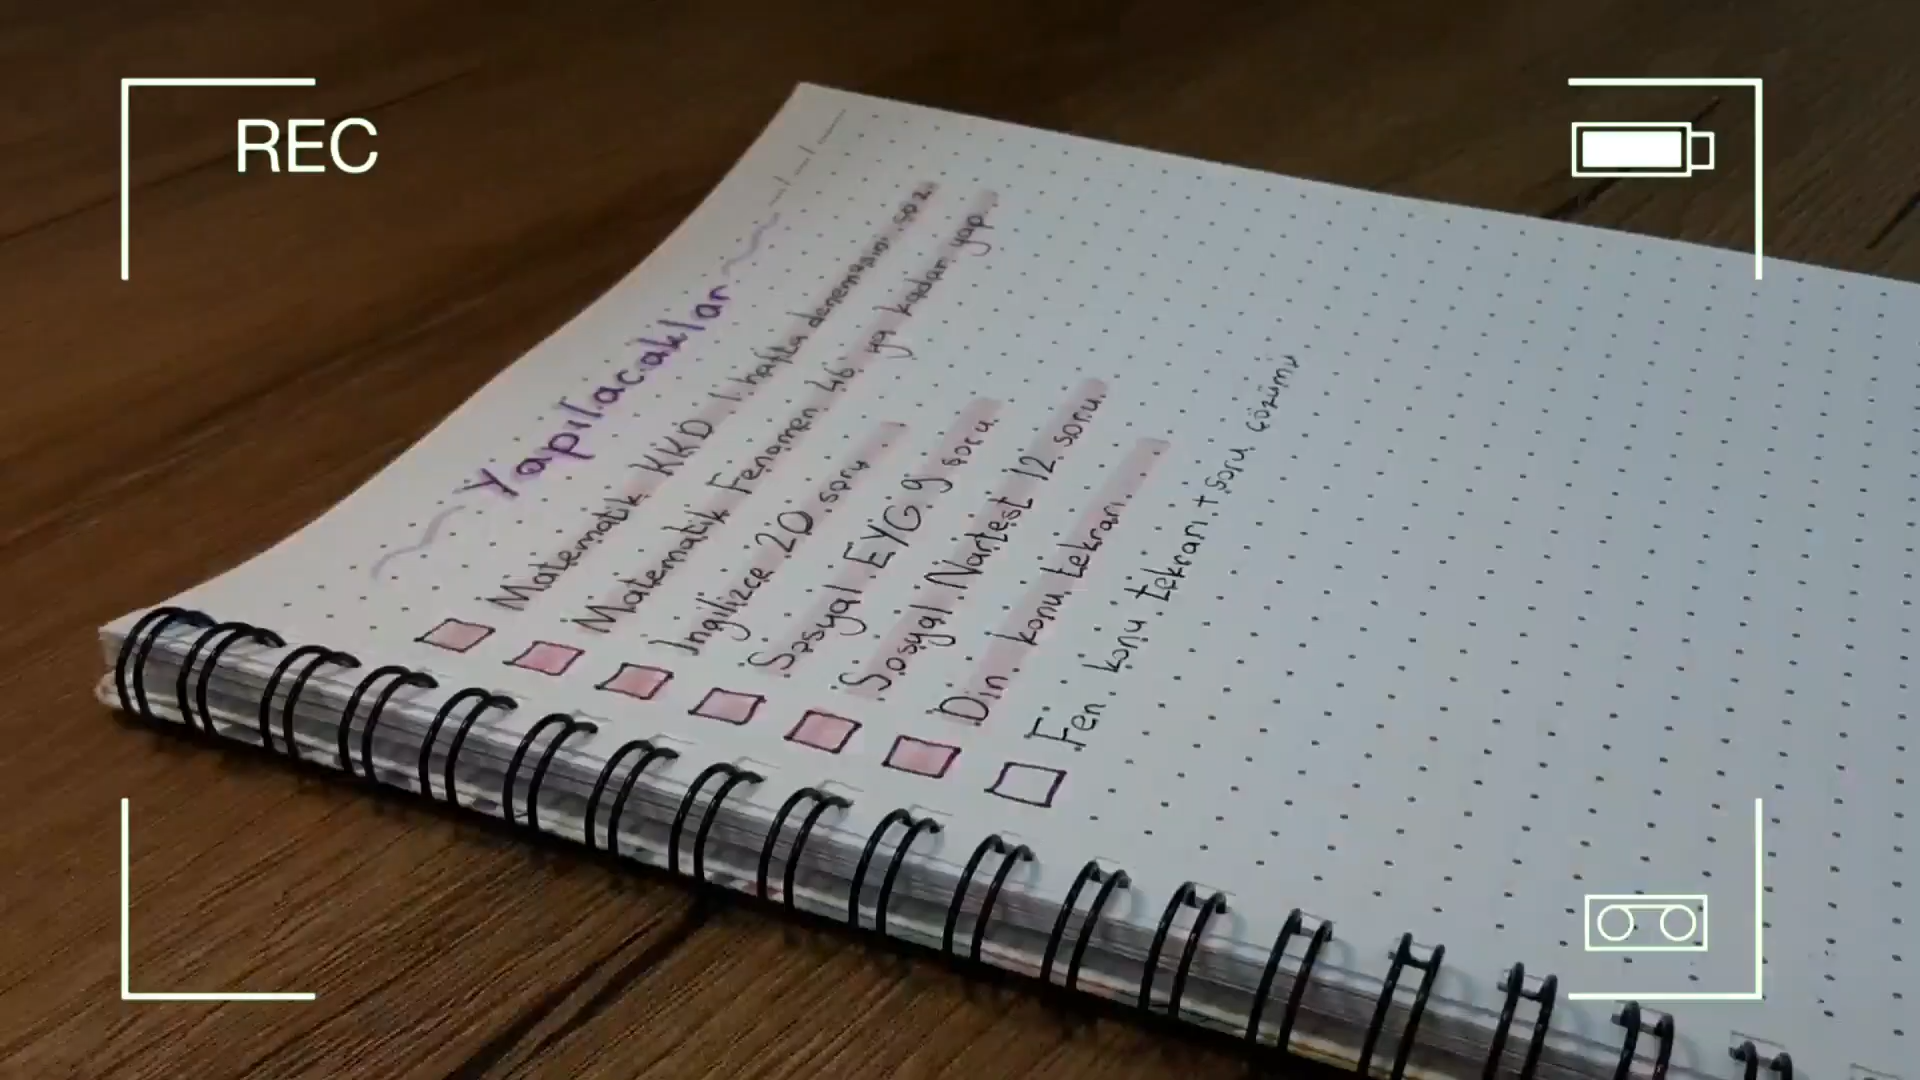 REC
Yapılacaklar
Matematik KKD 1. hafta denemesini çöz.
Matematik Fenomen 46. ya kadar yap.
İngilizce 20 soru
Sosyal EYG 9 soru.
Sosyal Nartest 12 soru.
Din konu tekrarı.
Fen konu tekrarı + soru çözümü